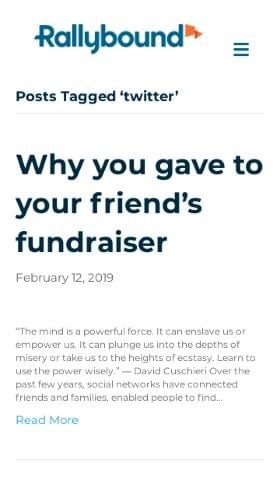 Rallybound
Posts Tagged ‘twitter’
Why you gave to
your friend’s
fundraiser
February 12, 2019
“The mind is a powerful force. It can enslave us or
empower us. It can plunge us into the depths of
misery or take us to the heights of ecstasy. Learn to
use the power wisely.” — David Cuschieri Over the
past few years, social networks have connected
friends and families, enabled people to find...
Read More